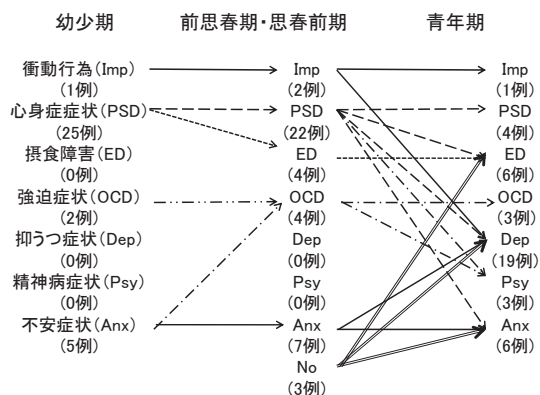 幼少期 前思春期・思春前期 青年期
衝動行為(Imp) Imp Imp
(1例) (2例) (1例)
心身症症状(PSD) PSD PSD
(25例) (22例) (4例)
摂食障害(ED) ED ED
(0例) (4例) (6例)
強迫症状(OCD) OCD OCD
(2例) (4例) (3例)
抑うつ症状(Dep) Dep Dep
(0例) (0例) (19例)
精神病症状(Psy) Psy Psy
(0例) (0例) (3例)
不安症状(Anx) Anx Anx
(5例) (7例) (6例)
No
(3例)